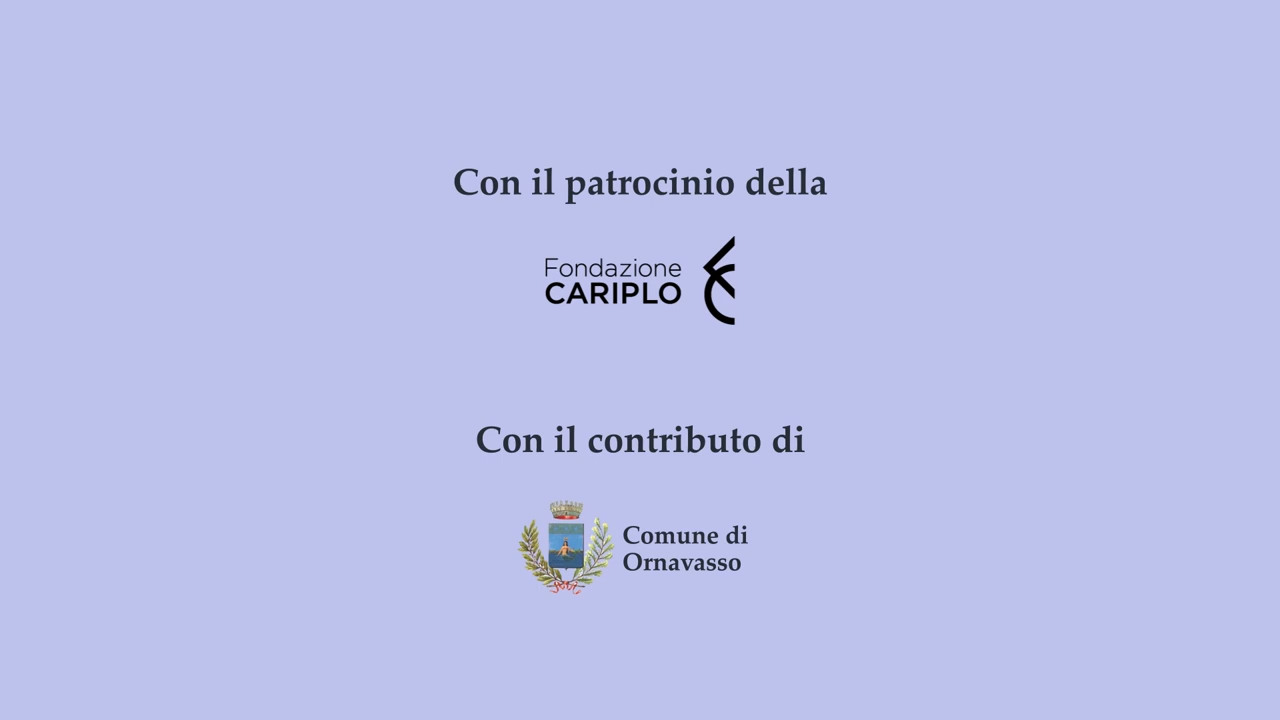 Con il patrocinio della
Fondazione
CARIPLO
Con il contributo di
Comune di
Ornavasso